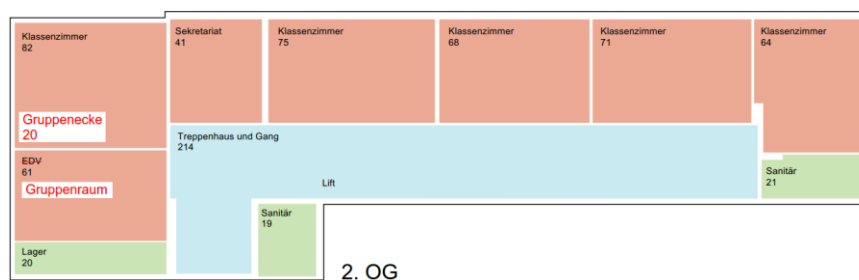 Klassenzimmer
82
Gruppenecke
20
Sekretariat
41
Klassenzimmer
75
Klassenzimmer
68
Klassenzimmer
71
Klassenzimmer
64
Treppenhaus und Gang
214
Lift
EDV
61
Gruppenraum
Sanitär
21
Sanitär
19
Lager
20
2. OG